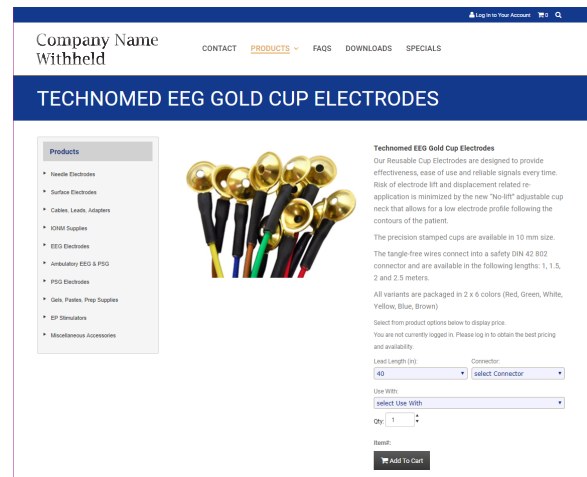 Log In to Your Account 0
Company Name
Withheld
CONTACT PRODUCTS FAQS DOWNLOADS SPECIALS
TECHNOMED EEG GOLD CUP ELECTRODES
Products
Needle Electrodes
Surface Electrodes
Cables, Leads, Adapters
IONM Supplies
EEG Electrodes
Ambulatory EEG & PSG
PSG Electrodes
Gels, Pastes, Prep Supplies
EP Stimulators
Miscellaneous Accessories
Technomed EEG Gold Cup Electrodes
Our Reusable Cup Electrodes are designed to provide
effectiveness, ease of use and reliable signals every time.
Risk of electrode lift and displacement related re-
application is minimized by the new "No-lift" adjustable cup
neck that allows for a low electrode profile following the
contours of the patient.
The precision stamped cups are available in 10 mm size.
The tangle-free wires connect into a safety DIN 42 802
connector and are available in the following lengths: 1, 1.5,
2 and 2.5 meters.
All variants are packaged in 2 x 6 colors (Red, Green, White,
Yellow, Blue, Brown)
Select from product options below to display price.
You are not currently logged in. Please log in to obtain the best pricing
and availability.
Lead Length (in): Connector:
40 select Connector
Use With:
select Use With
Qty: 1
Item#:
Add To Cart